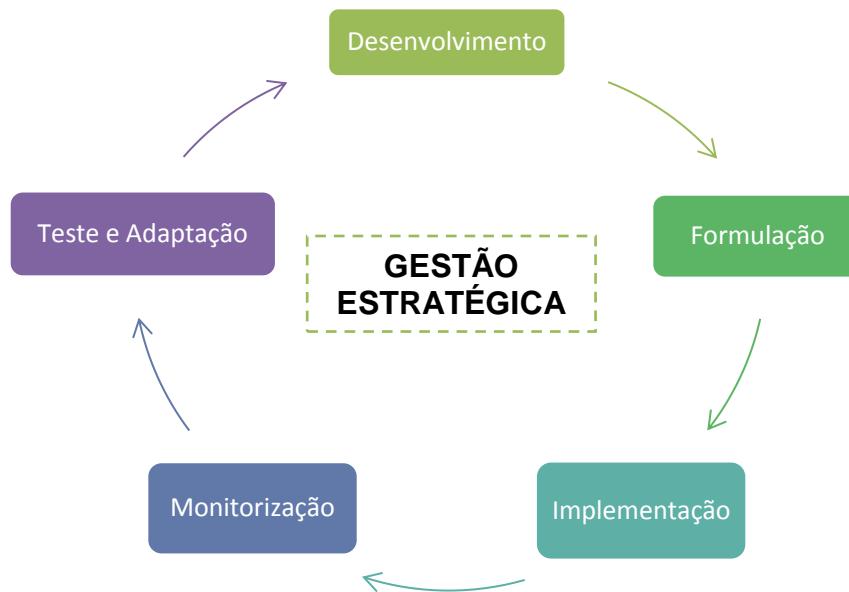 Desenvolvimento
Formulação
Implementação
Monitorização
Teste e Adaptação
GESTÃO
ESTRATÉGICA